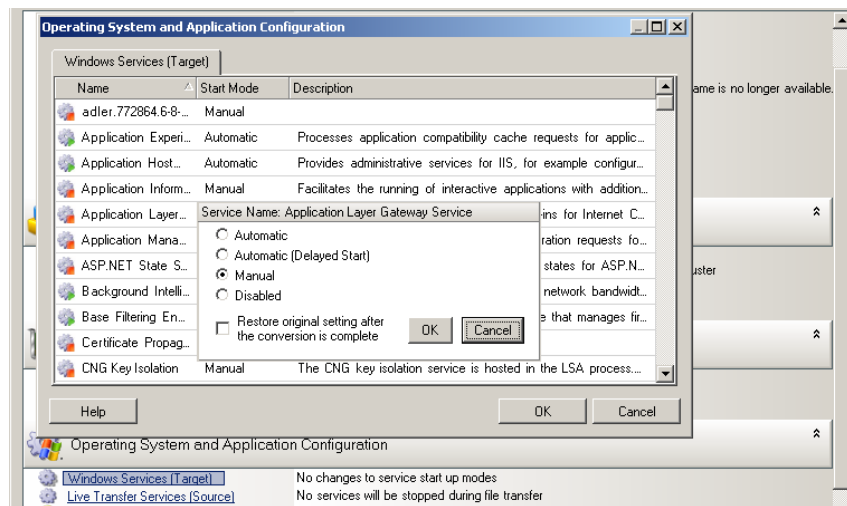 Operating System and Application Configuration
Windows Services (Target)
Name Start Mode Description
adler.772864.6-8-... Manual
Application Experi... Automatic Processes application compatibility cache requests for applic...
Application Host... Automatic Provides administrative services for IIS, for example configur...
Application Inform... Manual Facilitates the running of interactive applications with addition...
Application Layer... -ins for Internet C...
Application Mana... ration requests fo...
ASP.NET State S... states for ASP.N...
Background Intelli... network bandwidt...
Base Filtering En... e that manages fir...
Certificate Propag...
CNG Key Isolation Manual The CNG key isolation service is hosted in the LSA process....
Service Name: Application Layer Gateway Service
Automatic
Automatic (Delayed Start)
Manual
Disabled
Restore original setting after
the conversion is complete
OK Cancel
Help OK Cancel
ame is no longer available.
uster
Operating System and Application Configuration
Windows Services (Target) No changes to service start up modes
Live Transfer Services (Source) No services will be stopped during file transfer